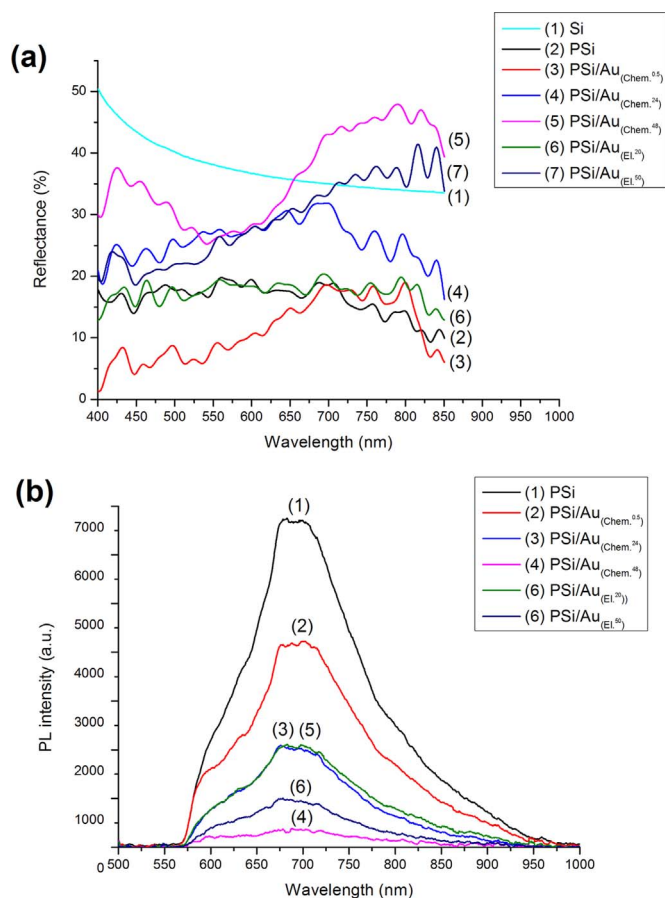 (a)
(1) Si
(2) PSi
(3) PSi/Au(Chem.0.5)
(4) PSi/Au(Chem.24)
(5) PSi/Au(Chem.48)
(6) PSi/Au(El.20)
(7) PSi/Au(El.50)
Reflectance (%)
50
40
30
20
10
0
(5)
(7)
(1)
(4)
(6)
(2)
(3)
400 450 500 550 600 650 700 750 800 850 900 950 1000
Wavelength (nm)
(b)
(1) PSi
(2) PSi/Au(Chem.0.5)
(3) PSi/Au(Chem.24)
(4) PSi/Au(Chem.48)
(6) PSi/Au(El.20))
(6) PSi/Au(El.50)
PL intensity (a.u.)
7000
6000
5000
4000
3000
2000
1000
0
(1)
(2)
(3) (5)
(6)
(4)
500 550 600 650 700 750 800 850 900 950 1000
Wavelength (nm)